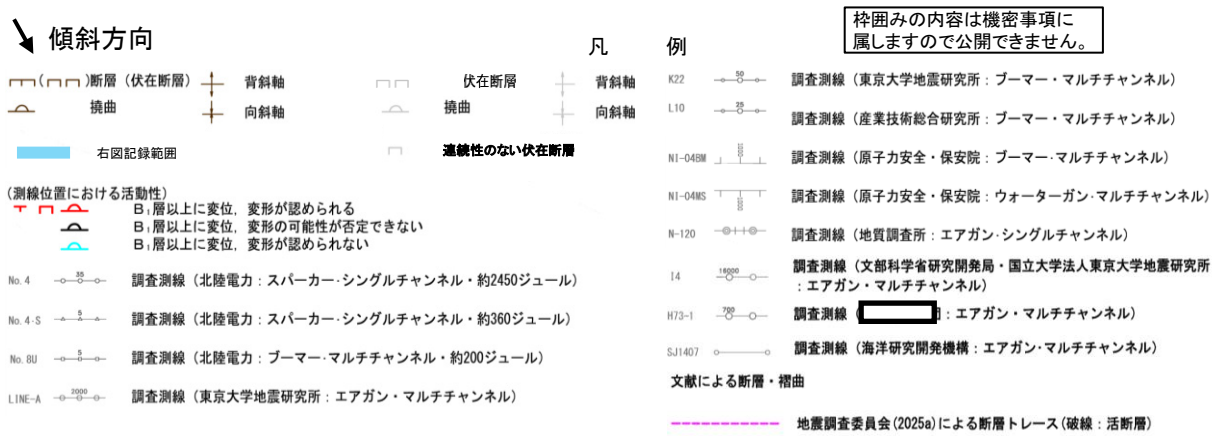 傾斜方向
凡　例
枠囲みの内容は機密事項に
属しますので公開できません。
( )断層（伏在断層）　背斜軸　伏在断層　背斜軸
撓曲　向斜軸　撓曲　向斜軸
右図記録範囲　連続性のない伏在断層
(測線位置における活動性)
B₁層以上に変位，変形が認められる
B₁層以上に変位，変形の可能性が否定できない
B₁層以上に変位，変形が認められない
No.4　35　調査測線（北陸電力：スパーカー・シングルチャンネル・約2450ジュール）
No.4·S　5　調査測線（北陸電力：スパーカー・シングルチャンネル・約360ジュール）
No.8U　5　調査測線（北陸電力：ブーマー・マルチチャンネル・約200ジュール）
LINE-A　2000　調査測線（東京大学地震研究所：エアガン・マルチチャンネル）
K22　50　調査測線（東京大学地震研究所：ブーマー・マルチチャンネル）
L10　25　調査測線（産業技術総合研究所：ブーマー・マルチチャンネル）
NI-04BM　1000　調査測線（原子力安全・保安院：ブーマー・マルチチャンネル）
NI-04MS　1000　調査測線（原子力安全・保安院：ウォーターガン・マルチチャンネル）
N-120　調査測線（地質調査所：エアガン・シングルチャンネル）
I4　16000　調査測線（文部科学省研究開発局・国立大学法人東京大学地震研究所
：エアガン・マルチチャンネル）
H73-1　700　調査測線（　：エアガン・マルチチャンネル）
SJ1407　調査測線（海洋研究開発機構：エアガン・マルチチャンネル）
文献による断層・褶曲
地震調査委員会(2025a)による断層トレース(破線：活断層)